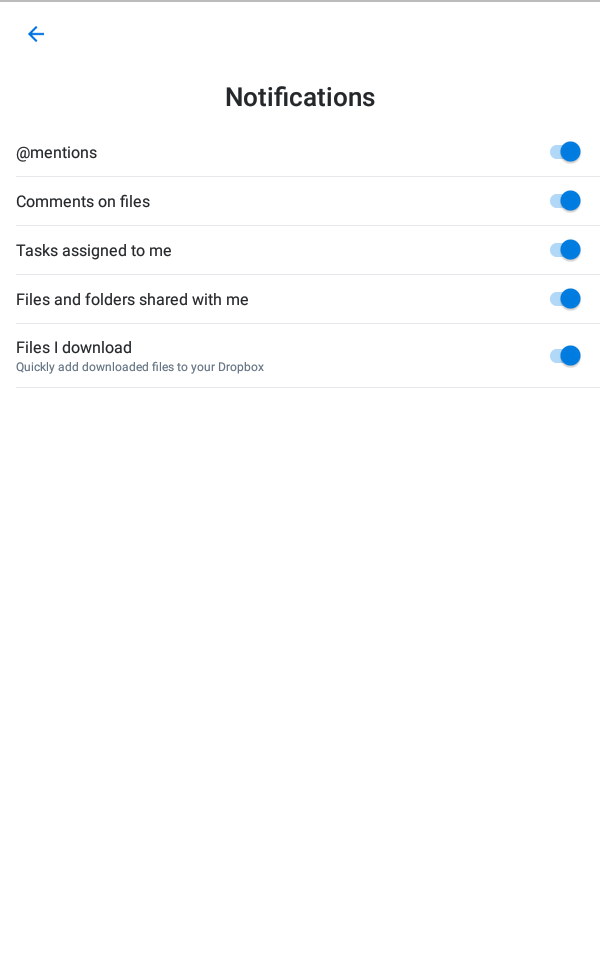 Notifications
@mentions
Comments on files
Tasks assigned to me
Files and folders shared with me
Files I download
Quickly add downloaded files to your Dropbox